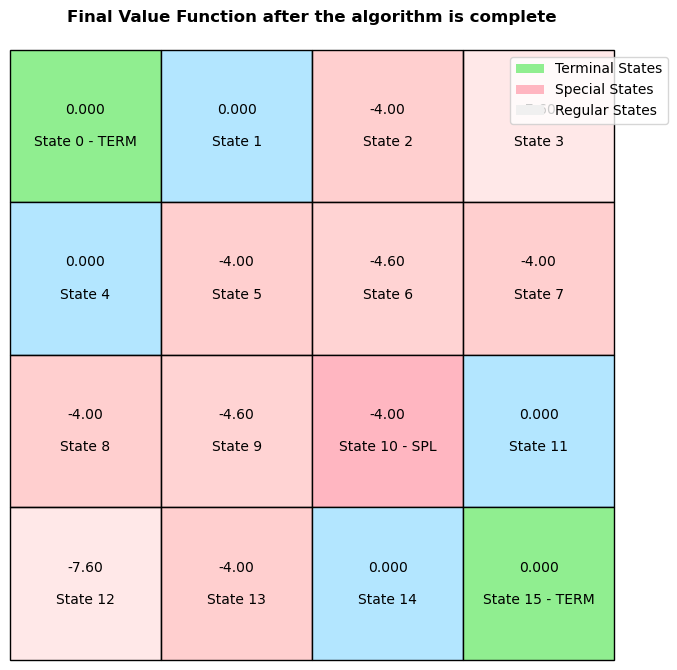 Final Value Function after the algorithm is complete
Terminal States
Special States
Regular States
0.000
0.000
-4.00
State 0 - TERM
State 1
State 2
State 3
0.000
-4.00
-4.60
-4.00
State 4
State 5
State 6
State 7
-4.00
-4.60
-4.00
0.000
State 8
State 9
State 10 - SPL
State 11
-7.60
-4.00
0.000
0.000
State 12
State 13
State 14
State 15 - TERM